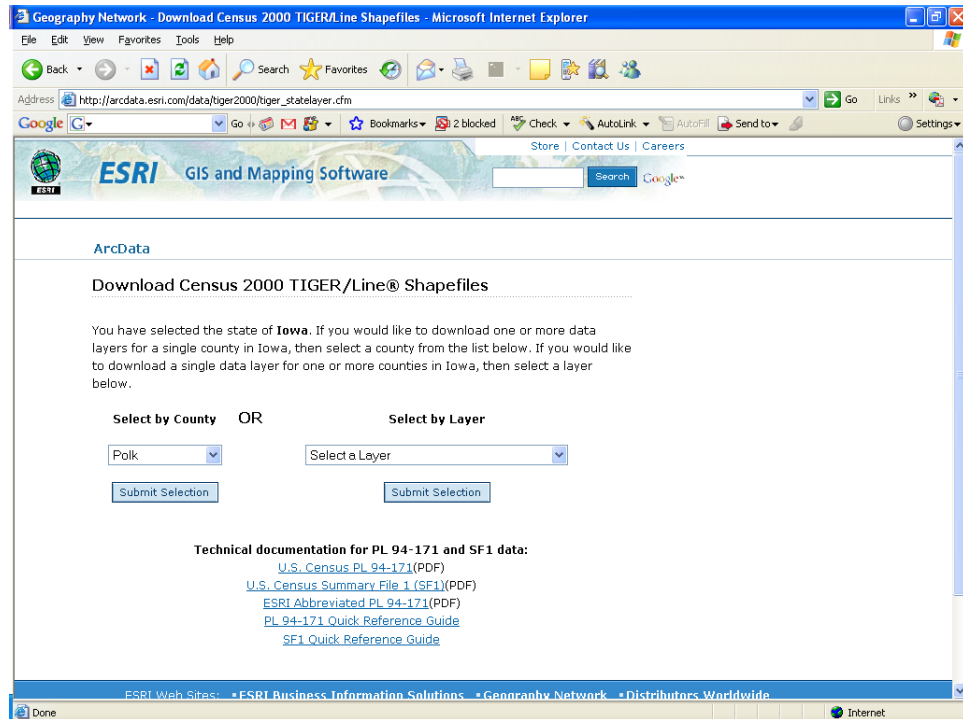 Geography Network - Download Census 2000 TIGER/Line Shapefiles - Microsoft Internet Explorer
File Edit View Favorites Tools Help
Back Search Favorites
Address http://arcdata.esri.com/data/tiger2000/tiger_statelayer.cfm Go Links »
Google G Go Bookmarks 2 blocked ABC Check AutoLink AutoFill Send to Settings
Store | Contact Us | Careers
ESRI ESRI GIS and Mapping Software Search Google™
ArcData
Download Census 2000 TIGER/Line® Shapefiles
You have selected the state of Iowa. If you would like to download one or more data
layers for a single county in Iowa, then select a county from the list below. If you would like
to download a single data layer for one or more counties in Iowa, then select a layer
below.
Select by County OR Select by Layer
Polk Select a Layer
Submit Selection Submit Selection
Technical documentation for PL 94-171 and SF1 data:
U.S. Census PL 94-171(PDF)
U.S. Census Summary File 1 (SF1)(PDF)
ESRI Abbreviated PL 94-171(PDF)
PL 94-171 Quick Reference Guide
SF1 Quick Reference Guide
ESRI Web Sites: ▪ ESRI Business Information Solutions ▪ Geography Network ▪ Distributors Worldwide
Done Internet